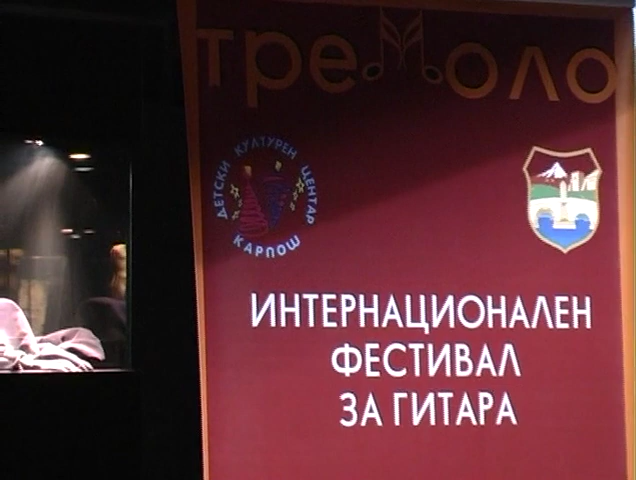 тремоло
ДЕТСКИ КУЛТУРЕН ЦЕНТАР
КАРПОШ
ИНТЕРНАЦИОНАЛЕН
ФЕСТИВАЛ
ЗА ГИТАРА